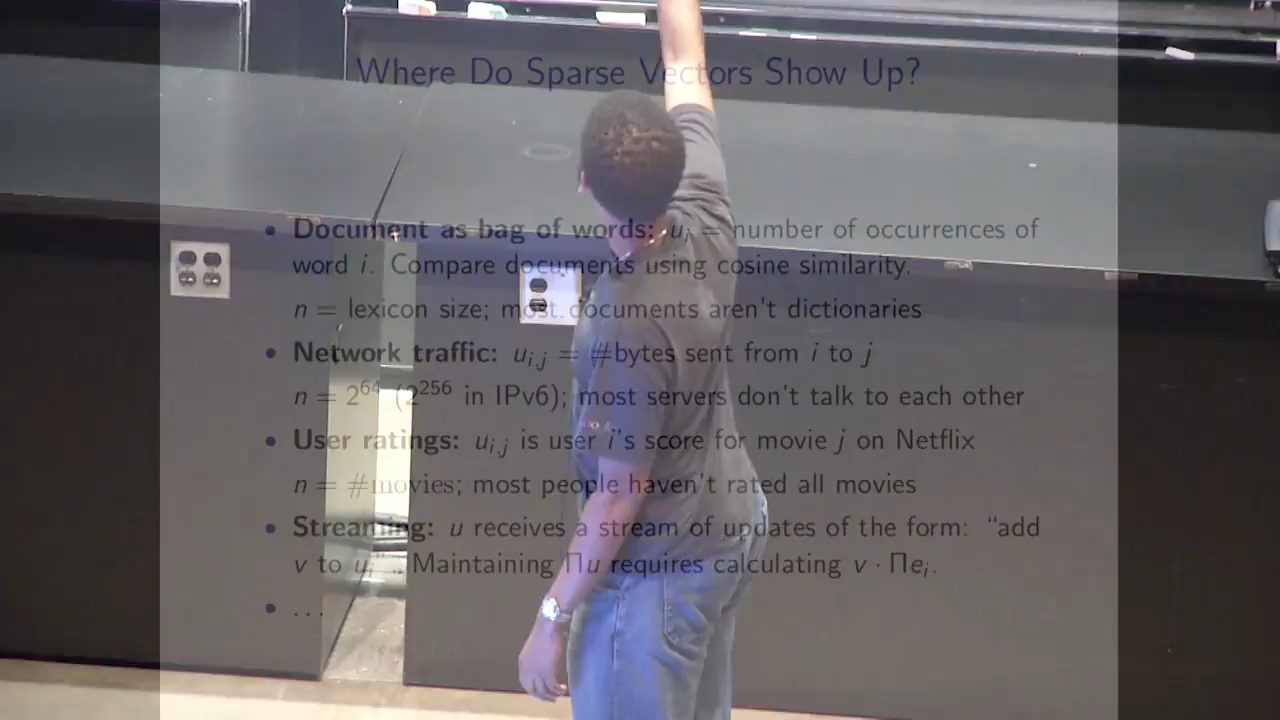 Where Do Sparse Vectors Show Up?
• Document as bag of words: u_i = number of occurrences of
word i. Compare documents using cosine similarity.
n = lexicon size; most documents aren't dictionaries
• Network traffic: u_{i,j} = #bytes sent from i to j
n = 2^64 (2^256 in IPv6); most servers don't talk to each other
• User ratings: u_{i,j} is user i's score for movie j on Netflix
n = #movies; most people haven't rated all movies
• Streaming: u receives a stream of updates of the form: “add
v to u_i”. Maintaining Πu requires calculating v · Πe_i.
• ...